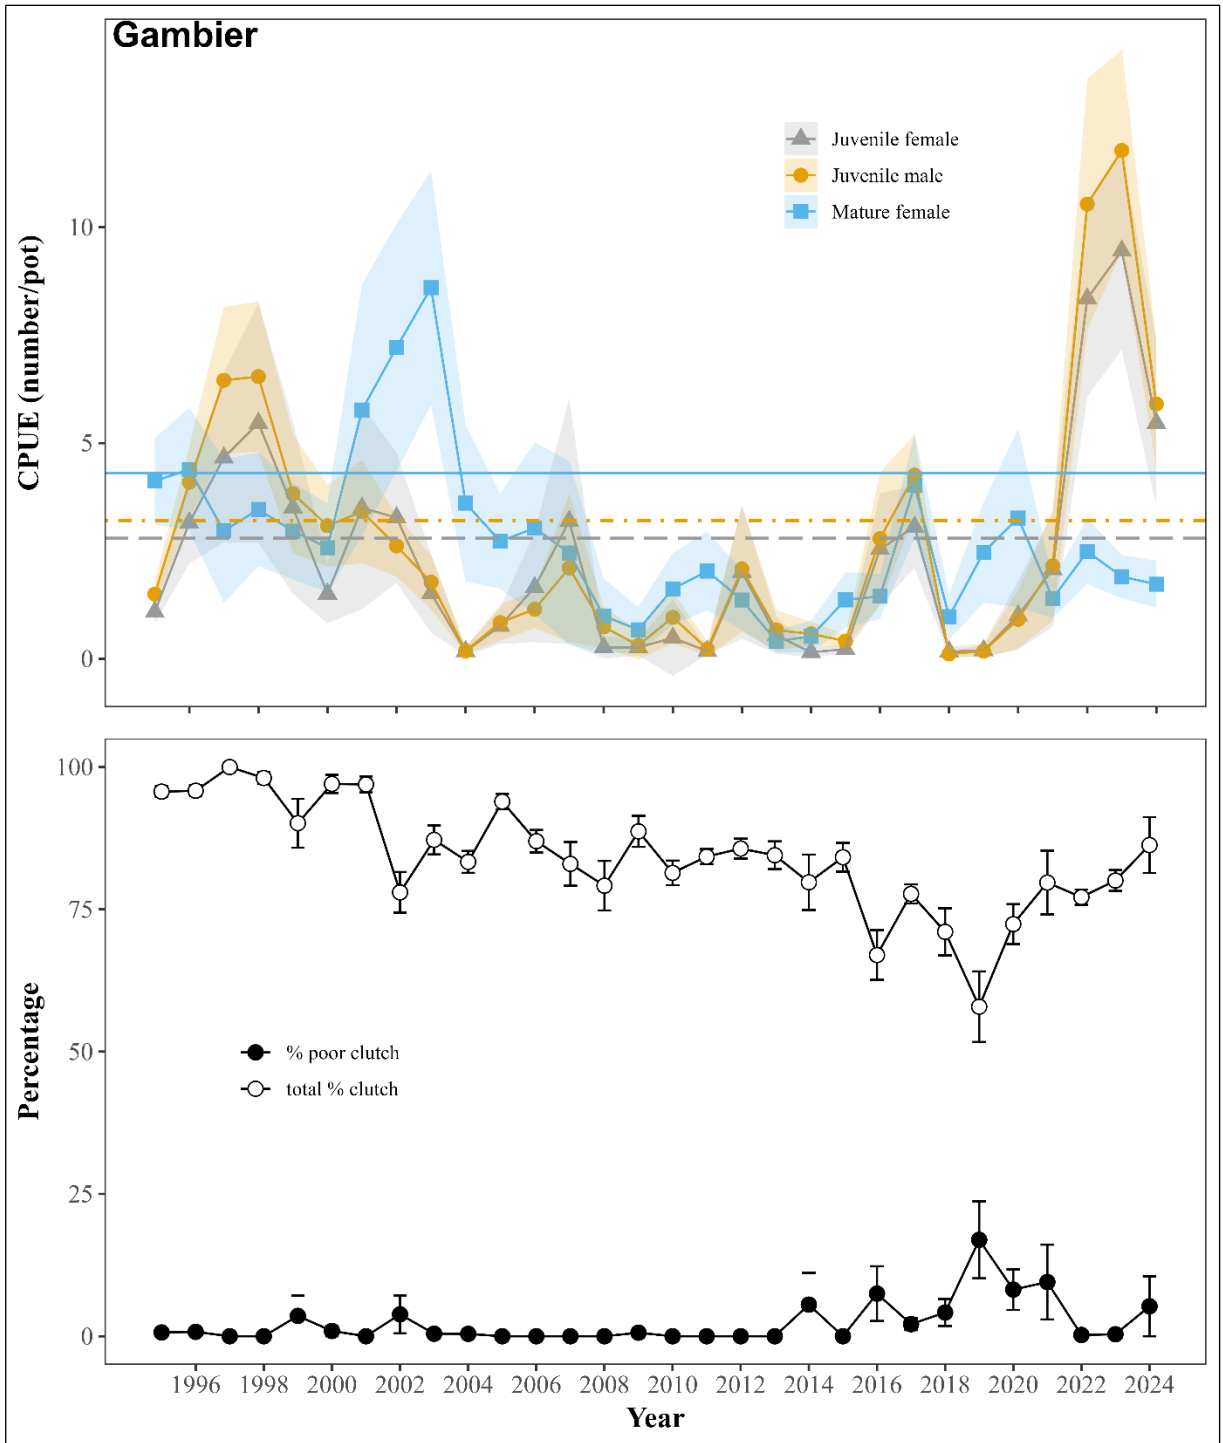 Gambier
Juvenile female
Juvenile male
Mature female
CPUE (number/pot)
10
5
0
100
75
50
25
0
Percentage
% poor clutch
total % clutch
1996 1998 2000 2002 2004 2006 2008 2010 2012 2014 2016 2018 2020 2022 2024
Year